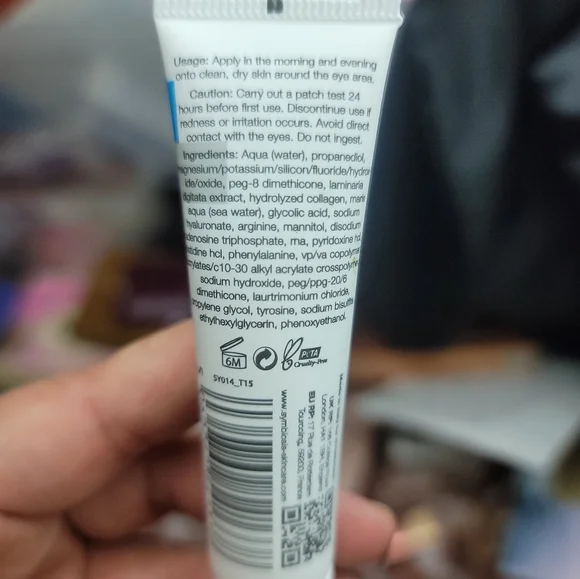 Usage: Apply in the morning and evening
onto clean, dry skin around the eye area.
Caution: Carry out a patch test 24
hours before first use. Discontinue use if
redness or irritation occurs. Avoid direct
contact with the eyes. Do not ingest.
Ingredients: Aqua (water), propanediol,
magnesium/potassium/silicon/fluoride/hydrox
ide/oxide, peg-8 dimethicone, laminaria
digitata extract, hydrolyzed collagen, maris
aqua (sea water), glycolic acid, sodium
hyaluronate, arginine, mannitol, disodium
adenosine triphosphate, rna, pyridoxine hcl,
histidine hcl, phenylalanine, vp/va copolymer,
acrylates/c10-30 alkyl acrylate crosspolymer,
sodium hydroxide, peg/ppg-20/6
dimethicone, laurtrimonium chloride,
propylene glycol, tyrosine, sodium bisulfite,
ethylhexylglycerin, phenoxyethanol.
6M
PETA
Cruelty-Free
SY014_T15
EU RP: 17 Rue de
Tourcoing, 59200, France
www.symbiosis-skincare.com